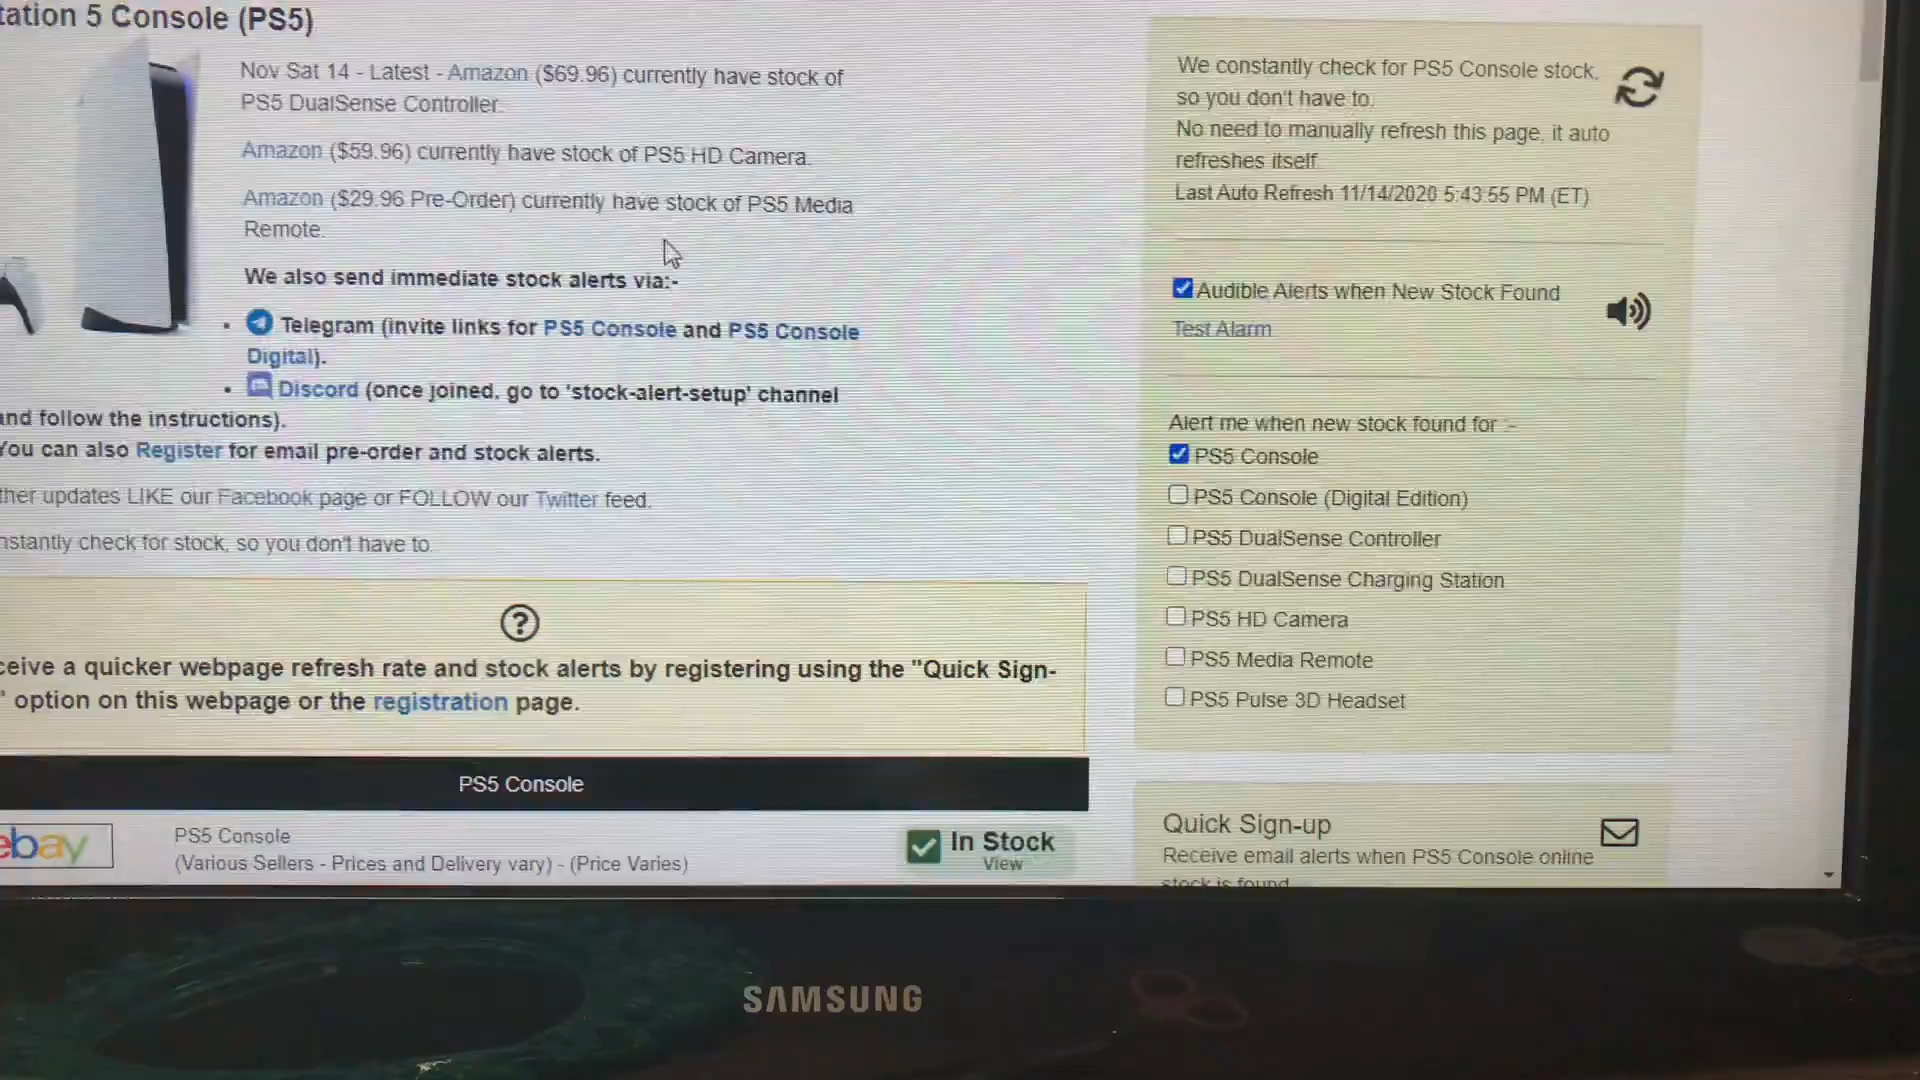 tation 5 Console (PS5)
Nov Sat 14 - Latest - Amazon ($69.96) currently have stock of
PS5 DualSense Controller.
Amazon ($59.96) currently have stock of PS5 HD Camera.
Amazon ($29.96 Pre-Order) currently have stock of PS5 Media
Remote.
We also send immediate stock alerts via:-
Telegram (invite links for PS5 Console and PS5 Console
Digital).
Discord (once joined, go to 'stock-alert-setup' channel
and follow the instructions).
You can also Register for email pre-order and stock alerts.
ther updates LIKE our Facebook page or FOLLOW our Twitter feed.
nstantly check for stock, so you don't have to.
?
ceive a quicker webpage refresh rate and stock alerts by registering using the "Quick Sign-
" option on this webpage or the registration page.
PS5 Console
ebay
PS5 Console
(Various Sellers - Prices and Delivery vary) - (Price Varies)
In Stock
View
We constantly check for PS5 Console stock,
so you don't have to.
No need to manually refresh this page, it auto
refreshes itself.
Last Auto Refresh 11/14/2020 5:43:55 PM (ET)
Audible Alerts when New Stock Found
Test Alarm
Alert me when new stock found for :-
PS5 Console
PS5 Console (Digital Edition)
PS5 DualSense Controller
PS5 DualSense Charging Station
PS5 HD Camera
PS5 Media Remote
PS5 Pulse 3D Headset
Quick Sign-up
Receive email alerts when PS5 Console online
stock is found
SAMSUNG